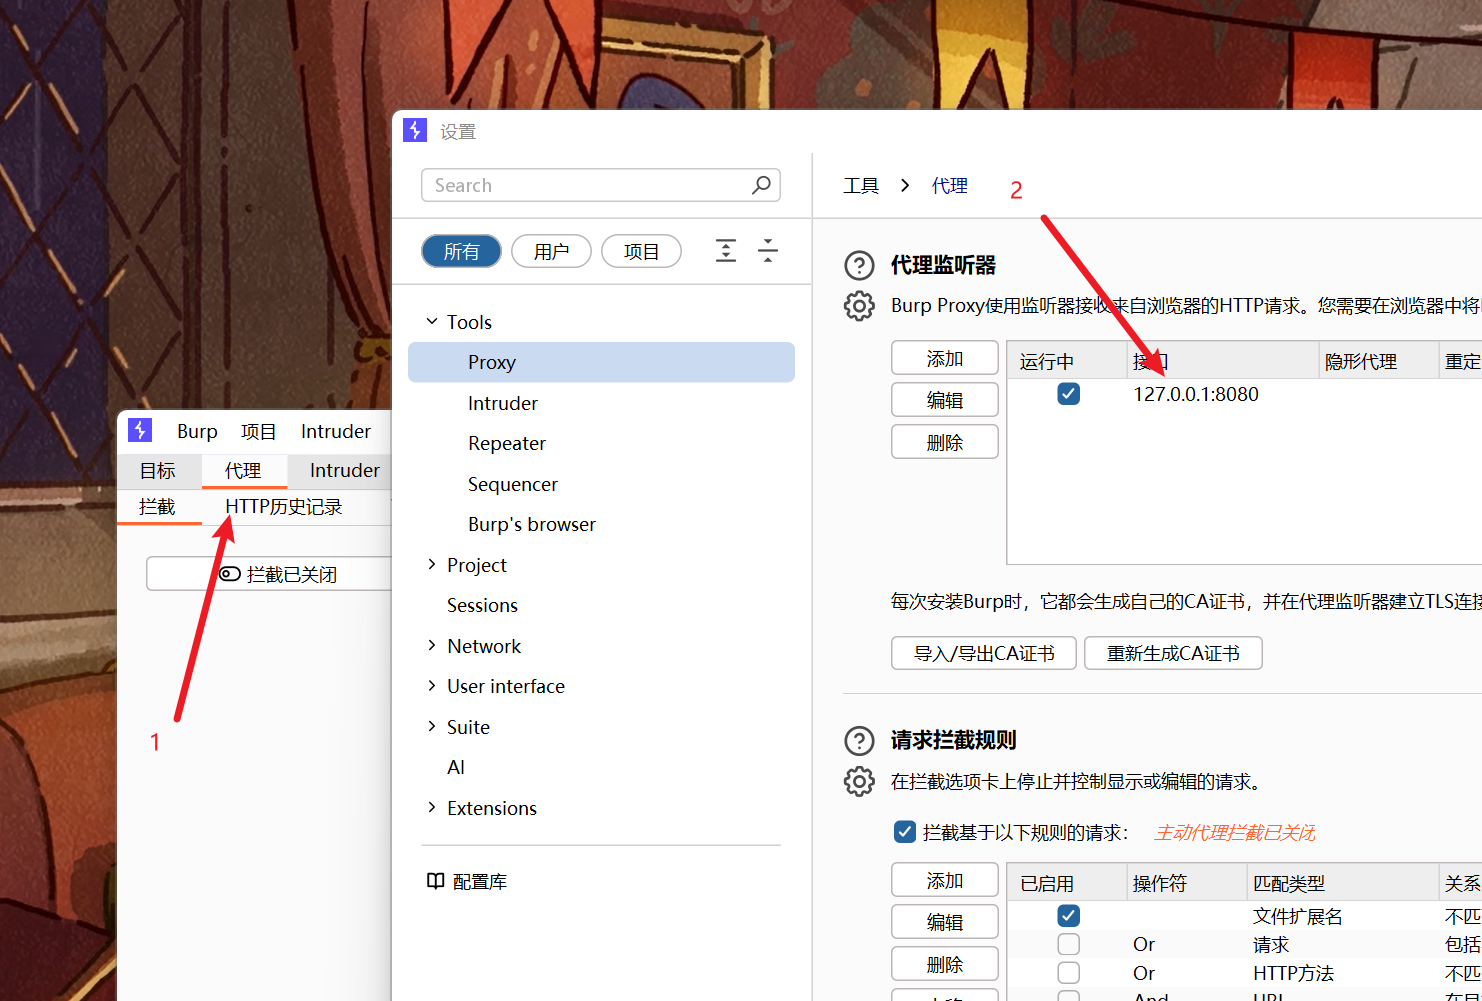 设置
Search
所有
用户
项目
Tools
Proxy
Intruder
Repeater
Sequencer
Burp's browser
Project
Sessions
Network
User interface
Suite
AI
Extensions
配置库
Burp 项目 Intruder
目标 代理 Intruder
拦截 HTTP历史记录
拦截已关闭
1
工具 > 代理
2
代理监听器
Burp Proxy使用监听器接收来自浏览器的HTTP请求。您需要在浏览器中将
添加
编辑
删除
运行中 接口 隐形代理 重定
127.0.0.1:8080
每次安装Burp时，它都会生成自己的CA证书，并在代理监听器建立TLS连接
导入/导出CA证书 重新生成CA证书
请求拦截规则
在拦截选项卡上停止并控制显示或编辑的请求。
拦截基于以下规则的请求： 主动代理拦截已关闭
添加
编辑
删除
已启用 操作符 匹配类型 关系
文件扩展名 不匹
Or 请求 包括
Or HTTP方法 不匹
And URL